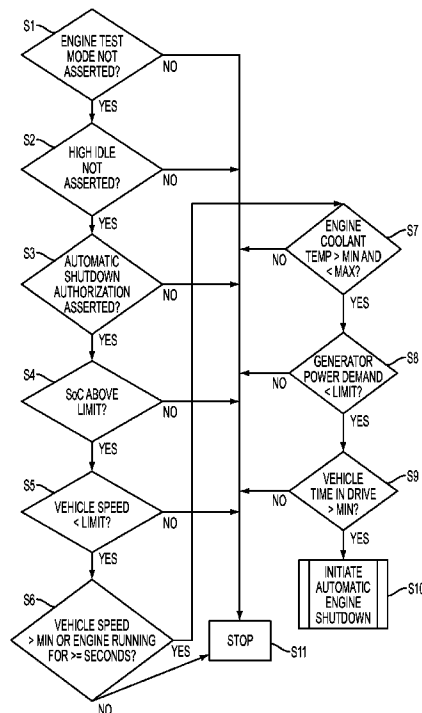 S1
ENGINE TEST
MODE NOT
ASSERTED?
NO
YES
S2
HIGH IDLE
NOT
ASSERTED?
NO
YES
S3
AUTOMATIC
SHUTDOWN
AUTHORIZATION
ASSERTED?
NO
YES
S4
SoC ABOVE
LIMIT?
NO
YES
S5
VEHICLE SPEED
< LIMIT?
NO
YES
S6
VEHICLE SPEED
> MIN OR ENGINE RUNNING
FOR >= SECONDS?
YES
NO
S7
ENGINE
COOLANT
TEMP > MIN AND
< MAX?
NO
YES
S8
GENERATOR
POWER DEMAND
< LIMIT?
NO
YES
S9
VEHICLE
TIME IN DRIVE
> MIN?
NO
YES
INITIATE
AUTOMATIC
ENGINE
SHUTDOWN
S10
STOP
S11